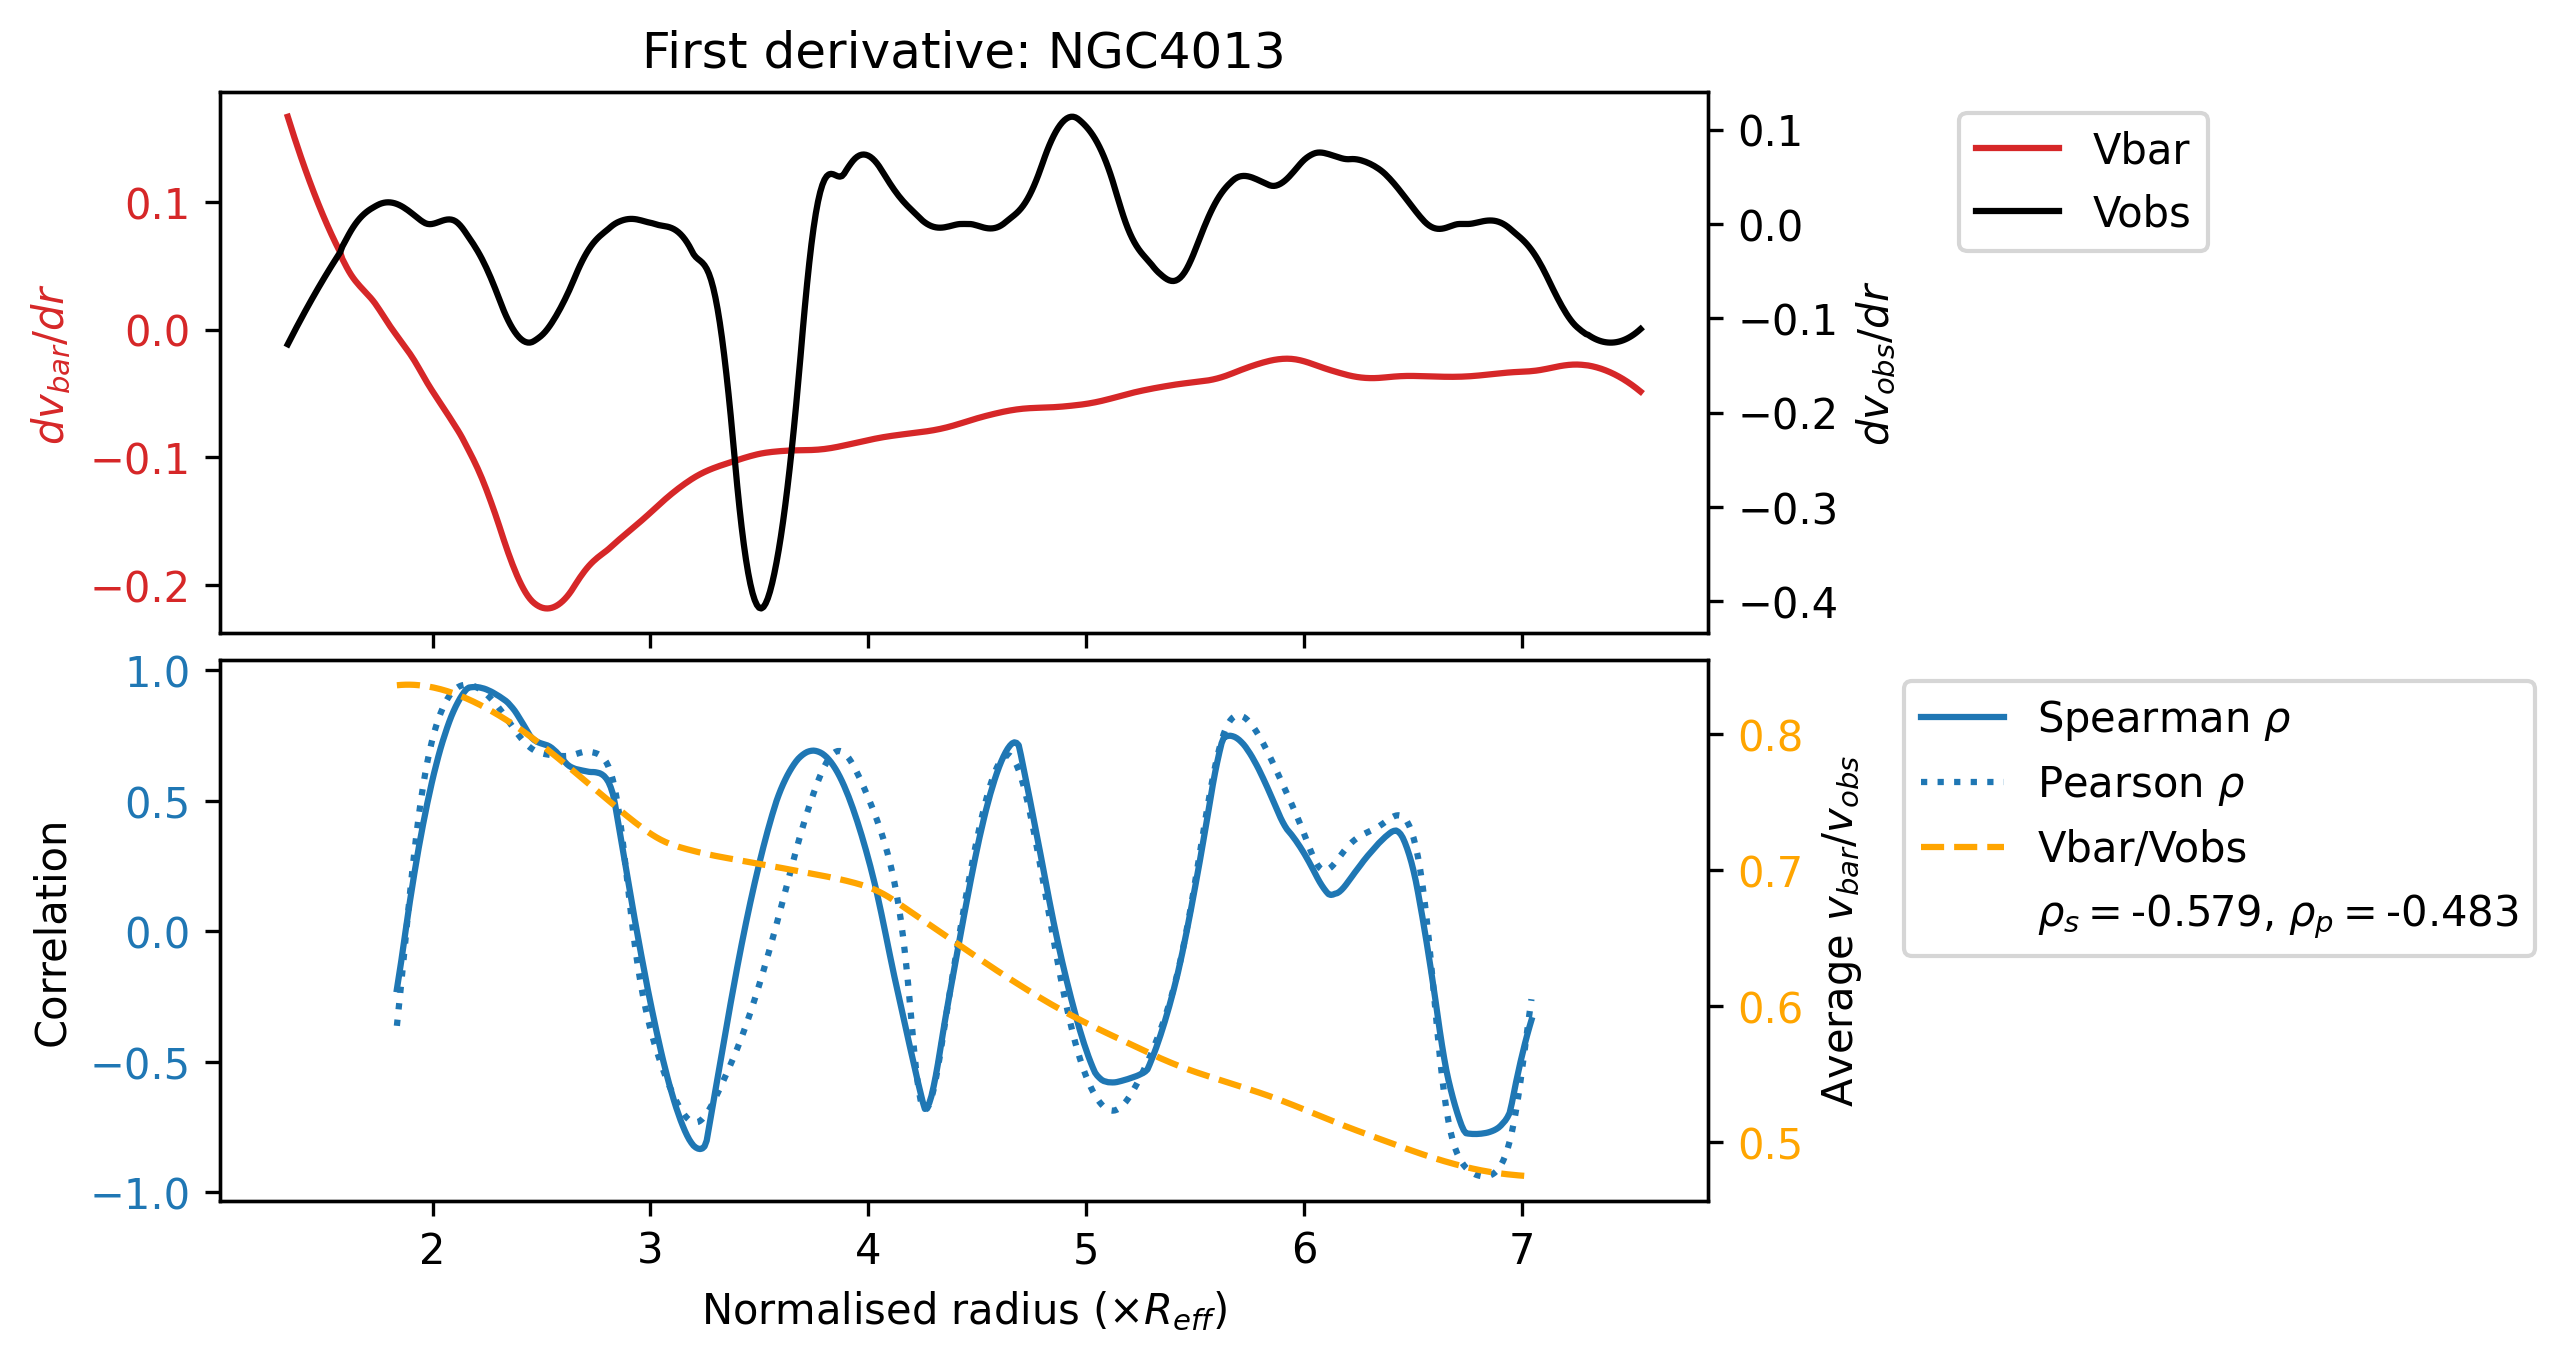 First derivative: NGC4013
0.1
0.0
−0.1
−0.2
dv_bar/dr
0.1
0.0
−0.1
−0.2
−0.3
−0.4
dv_obs/dr
Vbar
Vobs
1.0
0.5
0.0
−0.5
−1.0
Correlation
0.8
0.7
0.6
0.5
Average v_bar/v_obs
Spearman ρ
Pearson ρ
Vbar/Vobs
ρ_s = -0.579, ρ_p = -0.483
2 3 4 5 6 7
Normalised radius (×R_eff)